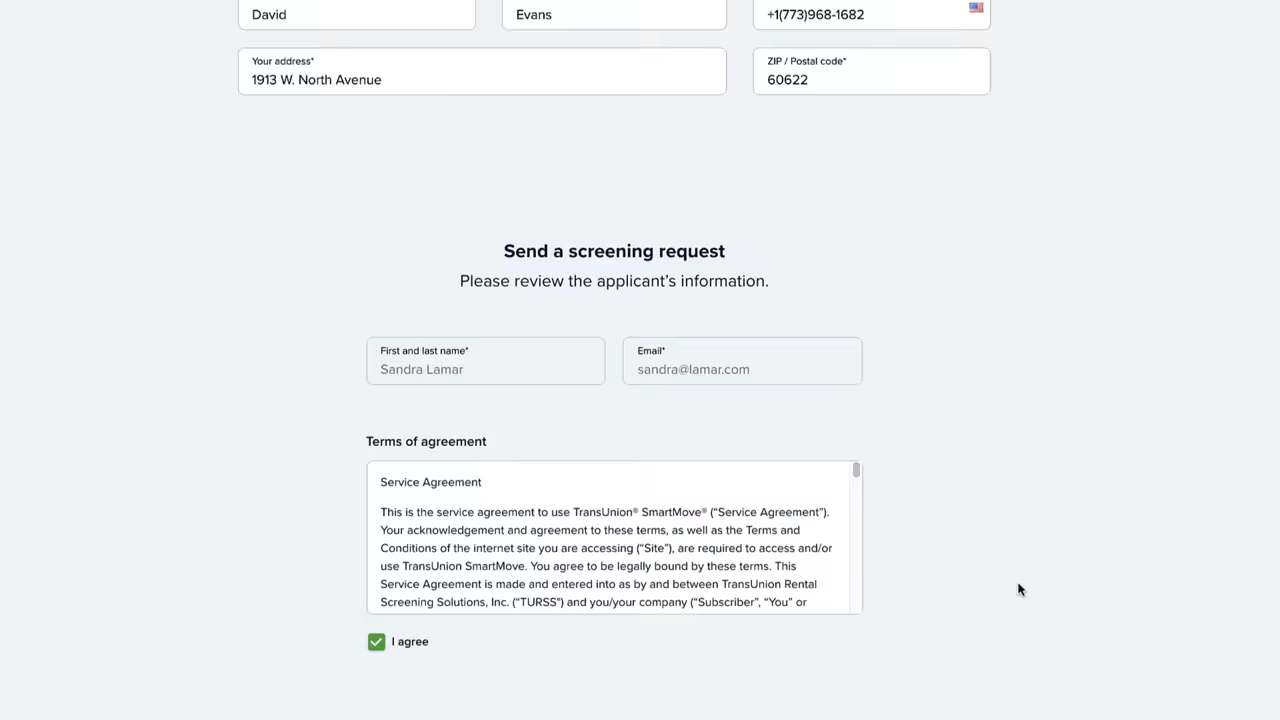 David
Evans
+1(773)968-1682
Your address*
1913 W. North Avenue
ZIP / Postal code*
60622
Send a screening request
Please review the applicant’s information.
First and last name*
Sandra Lamar
Email*
sandra@lamar.com
Terms of agreement
Service Agreement
This is the service agreement to use TransUnion® SmartMove® (“Service Agreement”).
Your acknowledgement and agreement to these terms, as well as the Terms and
Conditions of the internet site you are accessing (“Site”), are required to access and/or
use TransUnion SmartMove. You agree to be legally bound by these terms. This
Service Agreement is made and entered into as by and between TransUnion Rental
Screening Solutions, Inc. (“TURSS”) and you/your company (“Subscriber”, “You” or
I agree